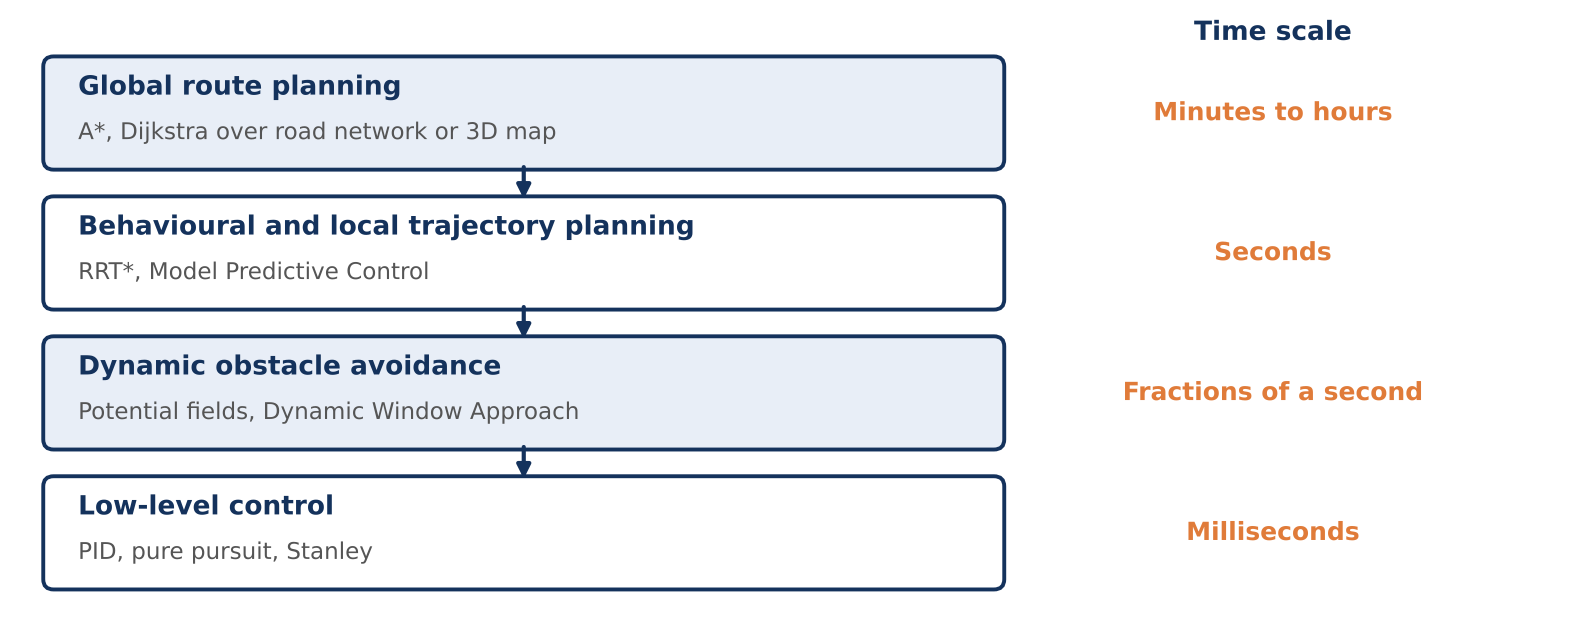 Time scale
Global route planning
A*, Dijkstra over road network or 3D map
Minutes to hours
Behavioural and local trajectory planning
RRT*, Model Predictive Control
Seconds
Dynamic obstacle avoidance
Potential fields, Dynamic Window Approach
Fractions of a second
Low-level control
PID, pure pursuit, Stanley
Milliseconds